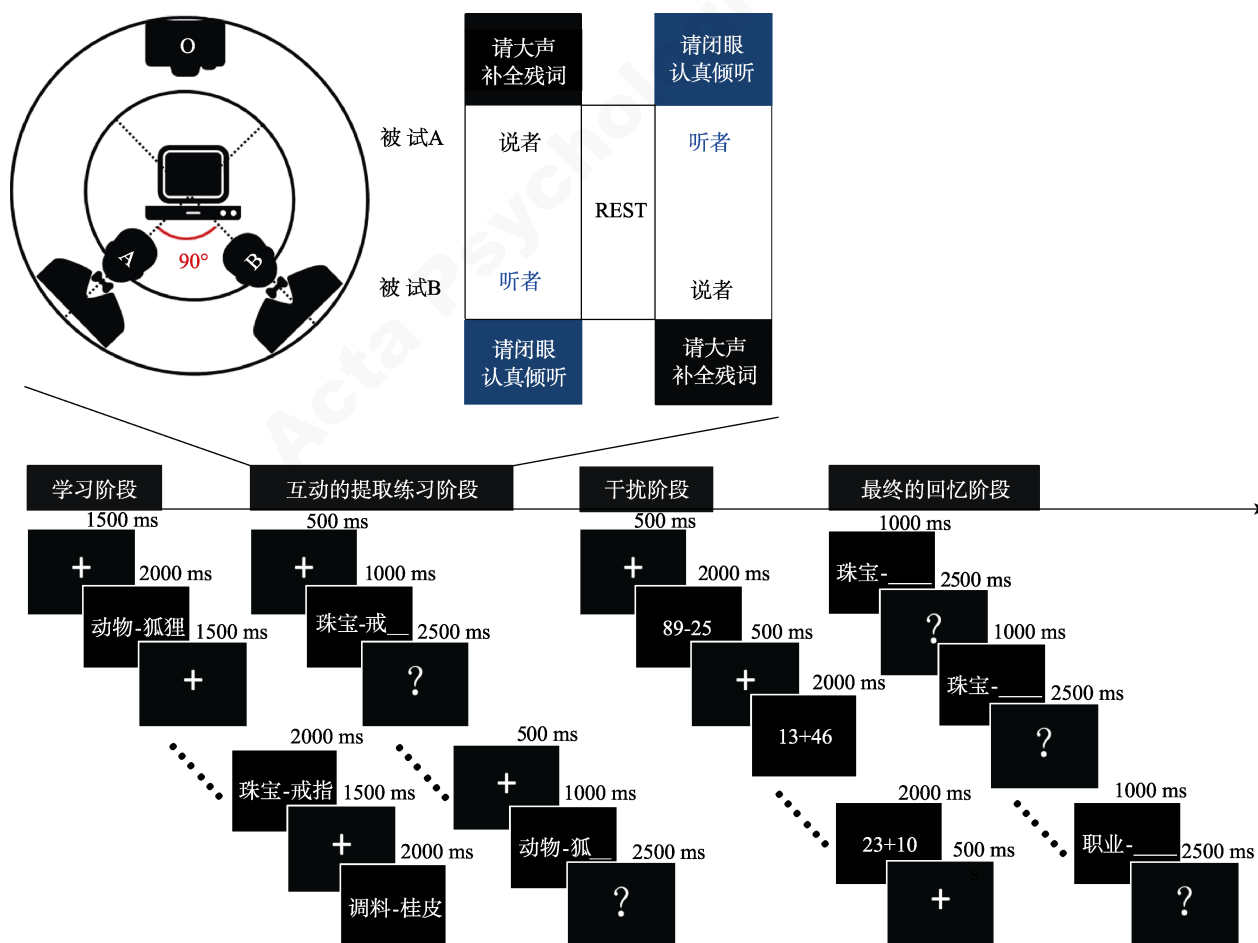 O
请大声
补全残词
请闭眼
认真倾听
被 试A
说者
听者
REST
A
B
90°
被 试B
听者
说者
请闭眼
认真倾听
请大声
补全残词
Acta Psychol
学习阶段
互动的提取练习阶段
干扰阶段
最终的回忆阶段
1500 ms
+
2000 ms
动物-狐狸
1500 ms
+
2000 ms
珠宝-戒指
1500 ms
+
2000 ms
调料-桂皮
500 ms
+
1000 ms
珠宝-戒__
2500 ms
?
500 ms
+
1000 ms
动物-狐__
2500 ms
?
500 ms
+
2000 ms
89-25
500 ms
+
2000 ms
13+46
2000 ms
23+10
500 ms
+
1000 ms
珠宝-____
2500 ms
?
1000 ms
珠宝-____
2500 ms
?
1000 ms
职业-____
2500 ms
?